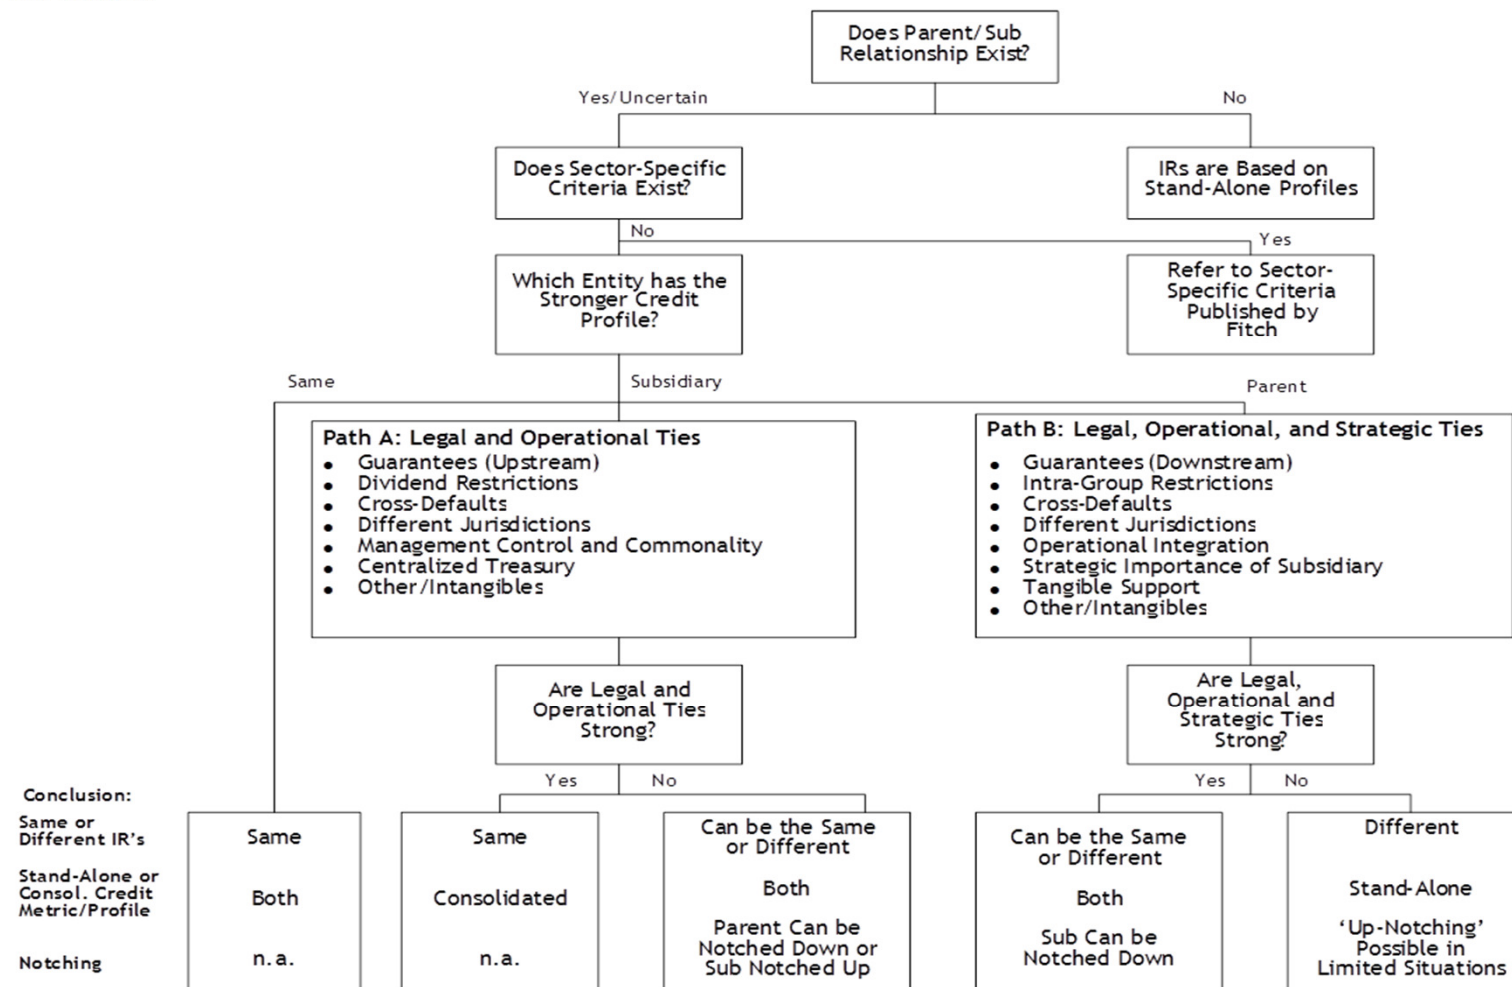 Does Parent/Sub
Relationship Exist?
Yes/Uncertain
No
Does Sector-Specific
Criteria Exist?
IRs are Based on
Stand-Alone Profiles
No
Yes
Which Entity has the
Stronger Credit
Profile?
Refer to Sector-
Specific Criteria
Published by
Fitch
Same
Subsidiary
Parent
Path A: Legal and Operational Ties
• Guarantees (Upstream)
• Dividend Restrictions
• Cross-Defaults
• Different Jurisdictions
• Management Control and Commonality
• Centralized Treasury
• Other/Intangibles
Path B: Legal, Operational, and Strategic Ties
• Guarantees (Downstream)
• Intra-Group Restrictions
• Cross-Defaults
• Different Jurisdictions
• Operational Integration
• Strategic Importance of Subsidiary
• Tangible Support
• Other/Intangibles
Are Legal and
Operational Ties
Strong?
Are Legal,
Operational and
Strategic Ties
Strong?
Yes
No
Yes
No
Conclusion:
Same or
Different IR's
Same
Same
Can be the Same
or Different
Can be the Same
or Different
Different
Stand-Alone or
Consol. Credit
Metric/Profile
Both
Consolidated
Both
Both
Stand-Alone
Notching
n.a.
n.a.
Parent Can be
Notched Down or
Sub Notched Up
Sub Can be
Notched Down
‘Up-Notching’
Possible in
Limited Situations